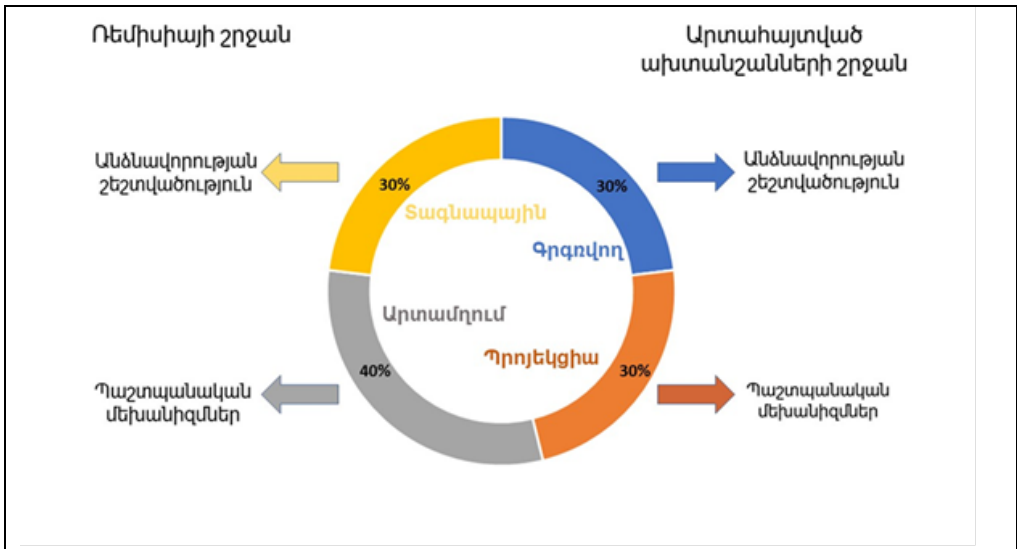 Ռեմիսիայի շրջան
Արտահայտված
ախտանշանների շրջան
Անձնավորության
շեշտվածություն
30%
Տագնապային
30%
Գրգռվող
Անձնավորության
շեշտվածություն
Արտամղում
Պրոյեկցիա
40%
30%
Պաշտպանական
մեխանիզմներ
Պաշտպանական
մեխանիզմներ